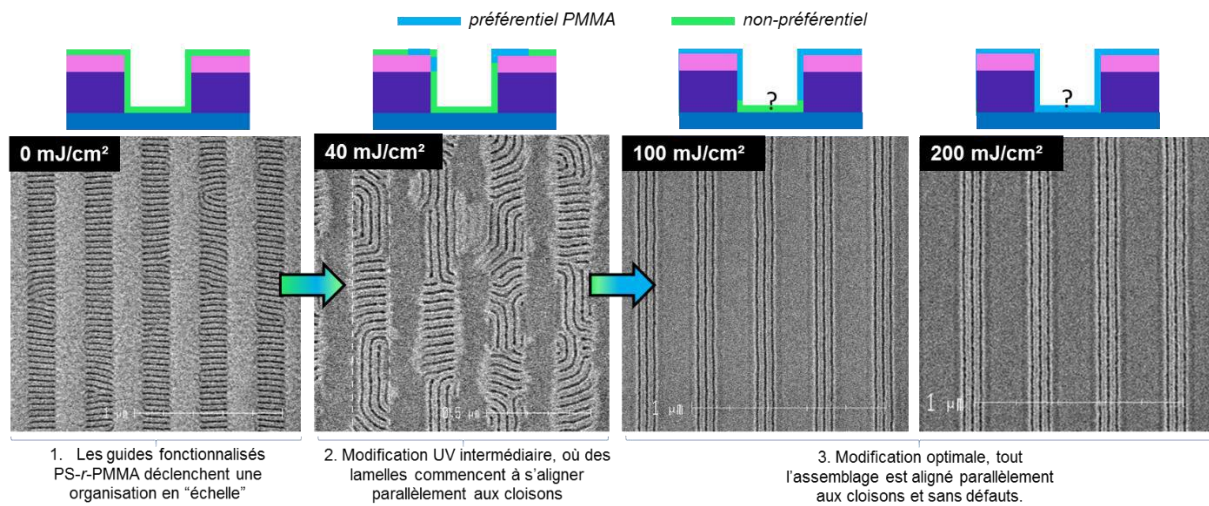 préférentiel PMMA
non-préférentiel
?
?
0 mJ/cm²
40 mJ/cm²
100 mJ/cm²
200 mJ/cm²
1 µm
0.5 µm
1 µm
1 µm
1. Les guides fonctionnalisés
PS-r-PMMA déclenchent une
organisation en “échelle”
2. Modification UV intermédiaire, où des
lamelles commencent à s’aligner
parallèlement aux cloisons
3. Modification optimale, tout
l’assemblage est aligné parallèlement
aux cloisons et sans défauts.